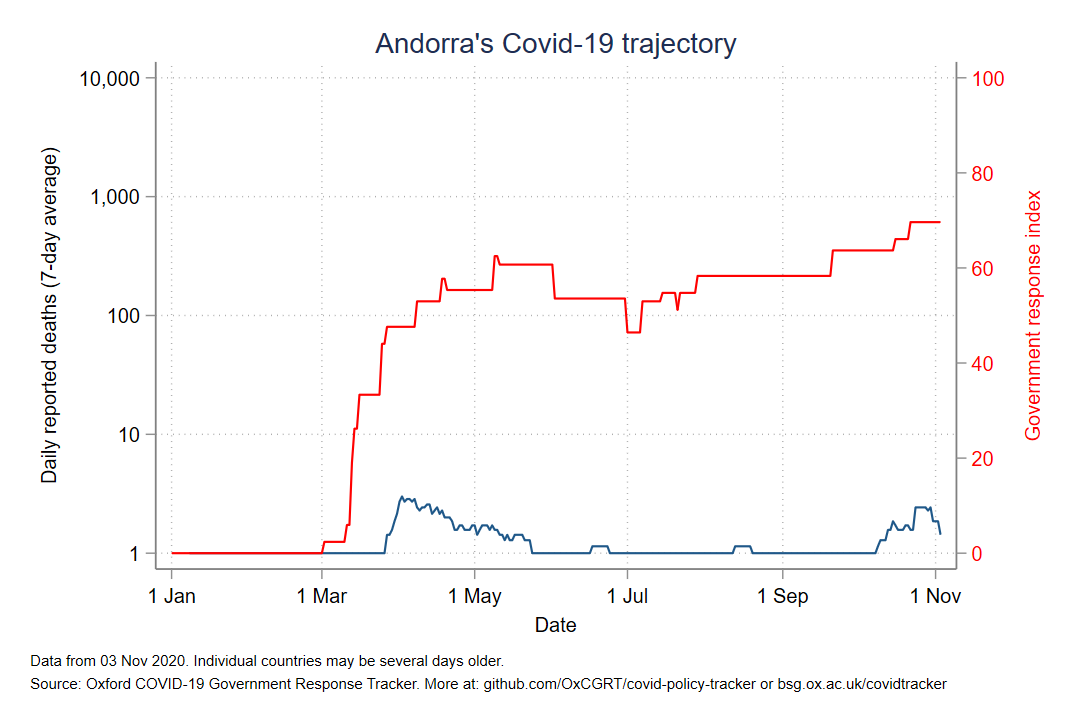 Andorra's Covid-19 trajectory
10,000
1,000
100
10
1
Daily reported deaths (7-day average)
100
80
60
40
20
0
Government response index
1 Jan
1 Mar
1 May
1 Jul
1 Sep
1 Nov
Date
Data from 03 Nov 2020. Individual countries may be several days older.
Source: Oxford COVID-19 Government Response Tracker. More at: github.com/OxCGRT/covid-policy-tracker or bsg.ox.ac.uk/covidtracker